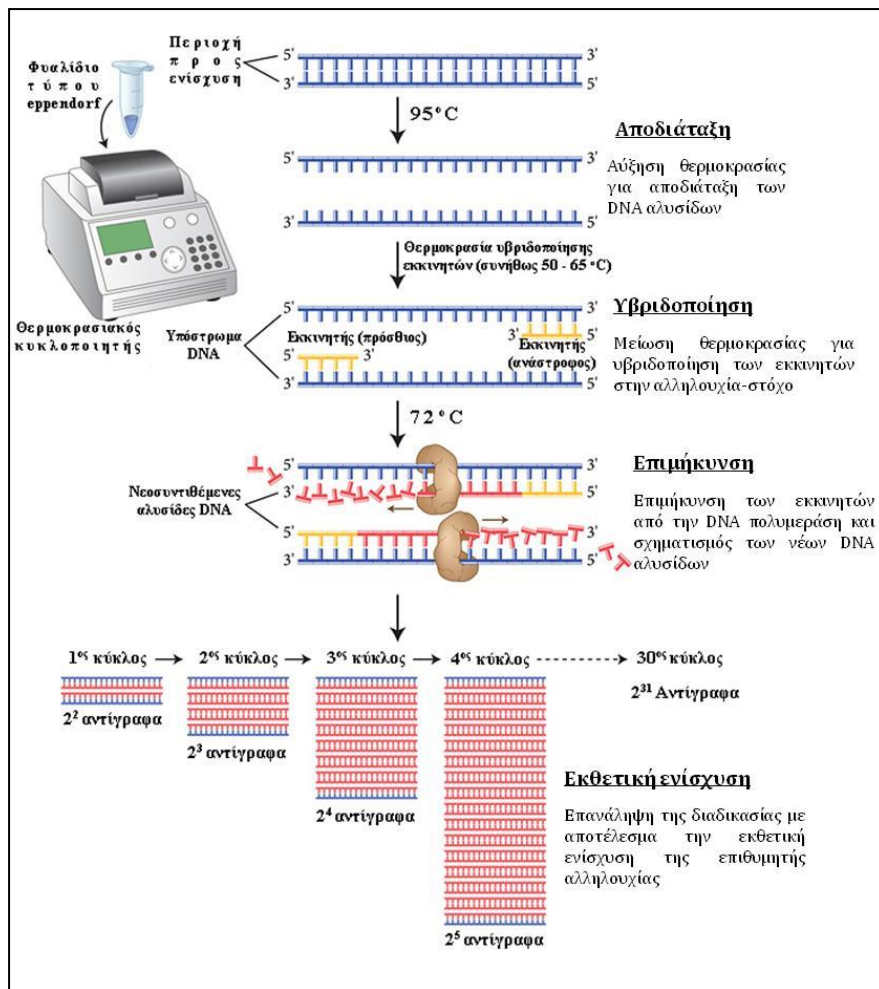 Περιοχή
προς
ενίσχυση
Φυαλίδιο
τύπου
eppendorf
5'
3'
3'
5'
95°C
Αποδιάταξη
Αύξηση θερμοκρασίας
για αποδιάταξη των
DNA αλυσίδων
5'
3'
3'
5'
Θερμοκρασία υβριδοποίησης
εκκινητών (συνήθως 50 - 65 °C)
Θερμοκρασιακός
κυκλοποιητής
Υπόστρωμα
DNA
5'
3'
Εκκινητής (πρόσθιος)
3'
5'
Εκκινητής
(ανάστροφος)
5'
3'
3'
5'
Υβριδοποίηση
Μείωση θερμοκρασίας για
υβριδοποίηση των εκκινητών
στην αλληλουχία-στόχο
72°C
5'
3'
3'
5'
Νεοσυντιθέμενες
αλυσίδες DNA
5'
3'
3'
5'
Επιμήκυνση
Επιμήκυνση των εκκινητών
από την DNA πολυμεράση και
σχηματισμός των νέων DNA
αλυσίδων
1ος κύκλος
2ος κύκλος
3ος κύκλος
4ος κύκλος
30ος κύκλος
2² αντίγραφα
2³ αντίγραφα
2⁴ αντίγραφα
2⁵ αντίγραφα
2³¹ Αντίγραφα
Εκθετική ενίσχυση
Επανάληψη της διαδικασίας με
αποτέλεσμα την εκθετική
ενίσχυση της επιθυμητής
αλληλουχίας